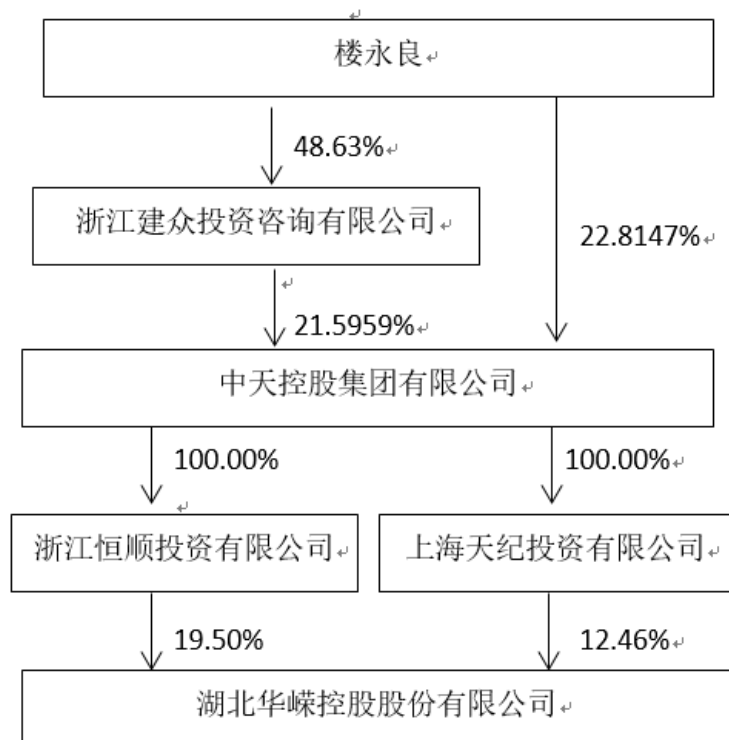 楼永良
48.63%
浙江建众投资咨询有限公司
22.8147%
21.5959%
中天控股集团有限公司
100.00%
100.00%
浙江恒顺投资有限公司
上海天纪投资有限公司
19.50%
12.46%
湖北华嵘控股股份有限公司